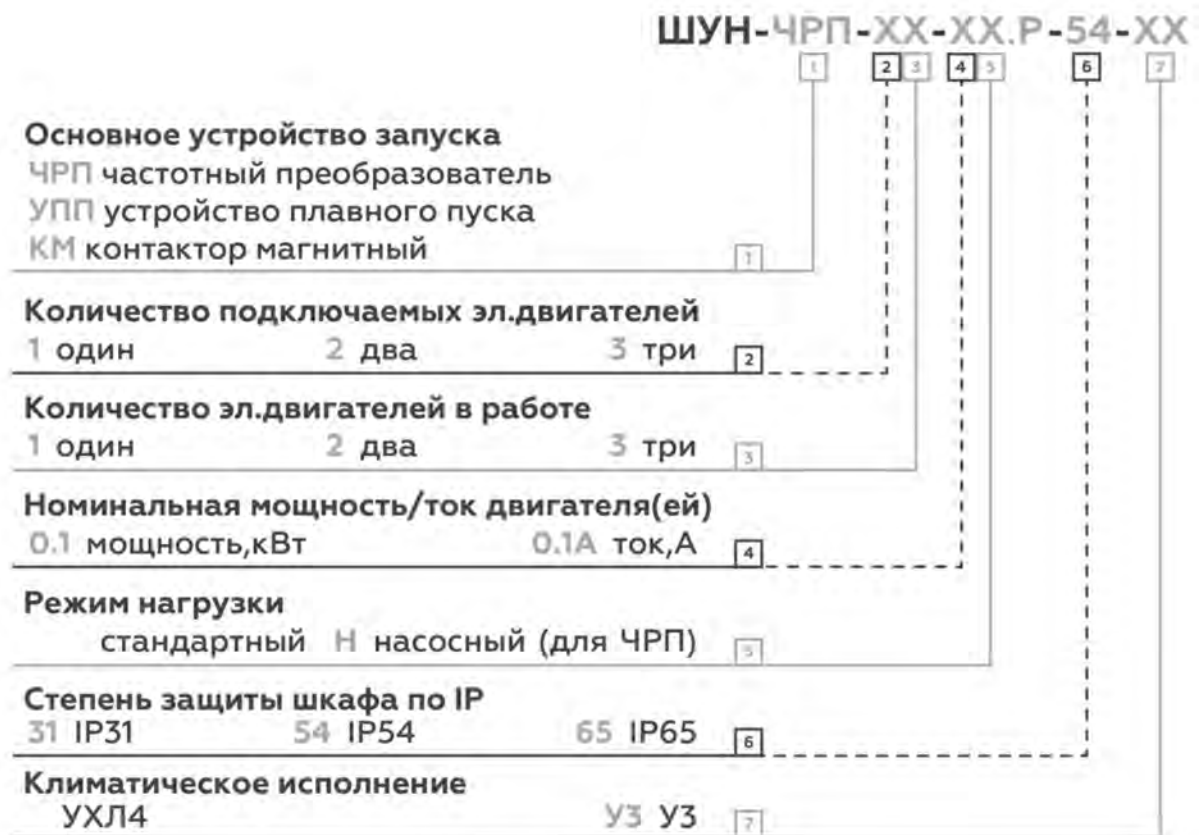 ШУН-ЧРП-ХХ-ХХ.Р-54-ХХ
1 2 3 4 5 6 7
Основное устройство запуска
ЧРП частотный преобразователь
УПП устройство плавного пуска
КМ контактор магнитный 1
Количество подключаемых эл.двигателей
1 один 2 два 3 три 2
Количество эл.двигателей в работе
1 один 2 два 3 три 3
Номинальная мощность/ток двигателя(ей)
0.1 мощность,кВт 0.1А ток,А 4
Режим нагрузки
стандартный Н насосный (для ЧРП) 5
Степень защиты шкафа по IP
31 IP31 54 IP54 65 IP65 6
Климатическое исполнение
УХЛ4 У3 У3 7